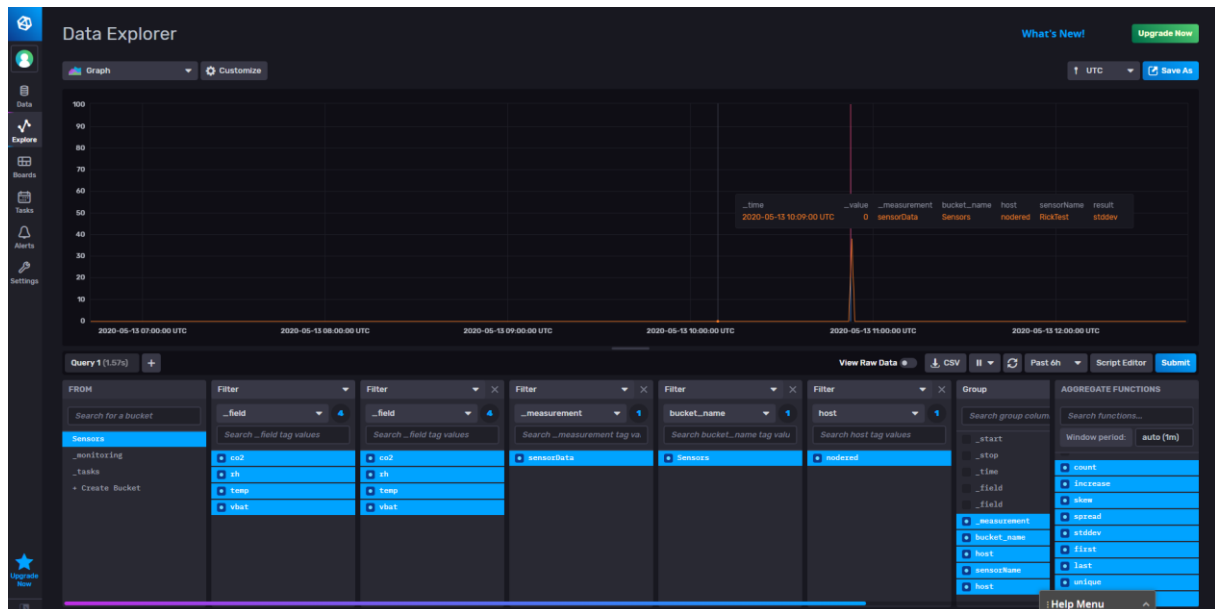 Data Explorer
What's New!
Upgrade Now
Graph
Customize
UTC
Save As
Data
Explore
Boards
Tasks
Alerts
Settings
Upgrade Now
100
90
80
70
60
50
40
30
20
10
0
_time _value _measurement bucket_name host sensorName result
2020-05-13 10:09:00 UTC 0 sensorData Sensors nodered RickTest stddev
2020-05-13 07:00:00 UTC 2020-05-13 08:00:00 UTC 2020-05-13 09:00:00 UTC 2020-05-13 10:00:00 UTC 2020-05-13 11:00:00 UTC 2020-05-13 12:00:00 UTC
Query 1 (1.57s) +
View Raw Data
CSV
Past 6h
Script Editor
Submit
FROM
Search for a bucket
Sensors
_monitoring
_tasks
+ Create Bucket
Filter
_field 4
Search _field tag values
co2
rh
temp
vbat
Filter
_field 4
Search _field tag values
co2
rh
temp
vbat
Filter
_measurement 1
Search _measurement tag va.
sensorData
Filter
bucket_name 1
Search bucket_name tag valu
Sensors
Filter
host 1
Search host tag values
nodered
Group
Search group colum
_start
_stop
_time
_field
_field
_measurement
bucket_name
host
sensorName
host
AGGREGATE FUNCTIONS
Search functions...
Window period: auto (1m)
count
increase
skew
spread
stddev
first
last
unique
Help Menu